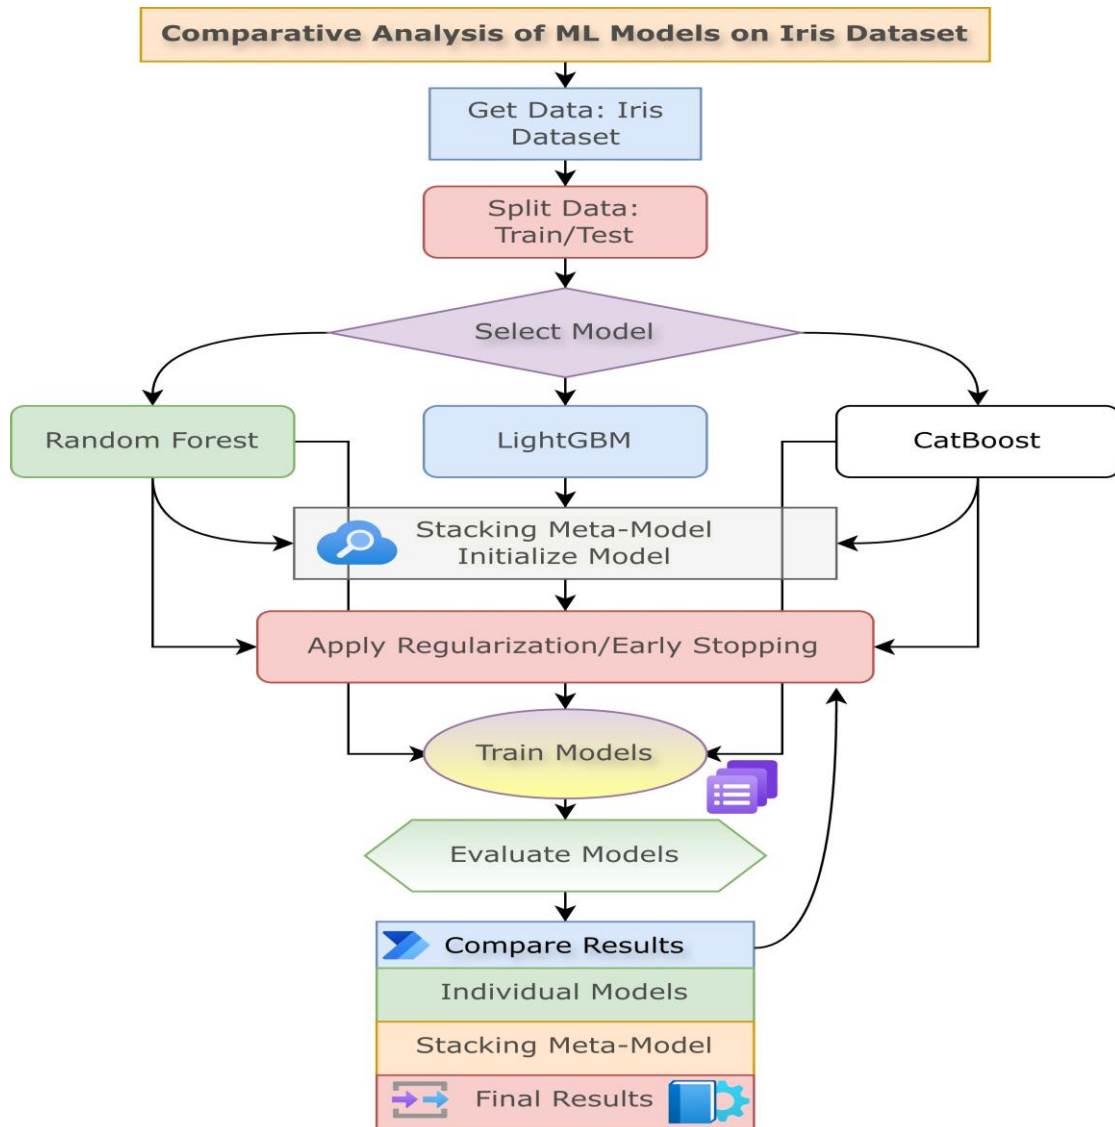 Comparative Analysis of ML Models on Iris Dataset
Get Data: Iris
Dataset
Split Data:
Train/Test
Select Model
Random Forest
LightGBM
CatBoost
Stacking Meta-Model
Initialize Model
Apply Regularization/Early Stopping
Train Models
Evaluate Models
Compare Results
Individual Models
Stacking Meta-Model
Final Results